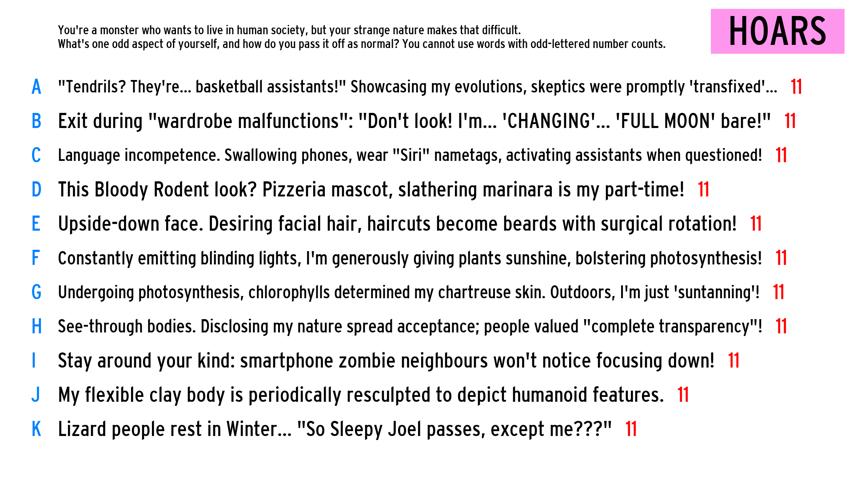 You're a monster who wants to live in human society, but your strange nature makes that difficult.
What's one odd aspect of yourself, and how do you pass it off as normal? You cannot use words with odd-lettered number counts.
HOARS
A "Tendrils? They're... basketball assistants!" Showcasing my evolutions, skeptics were promptly 'transfixed'... 11
B Exit during "wardrobe malfunctions": "Don't look! I'm... 'CHANGING'... 'FULL MOON' bare!" 11
C Language incompetence. Swallowing phones, wear "Siri" nametags, activating assistants when questioned! 11
D This Bloody Rodent look? Pizzeria mascot, slathering marinara is my part-time! 11
E Upside-down face. Desiring facial hair, haircuts become beards with surgical rotation! 11
F Constantly emitting blinding lights, I'm generously giving plants sunshine, bolstering photosynthesis! 11
G Undergoing photosynthesis, chlorophylls determined my chartreuse skin. Outdoors, I'm just 'suntanning'! 11
H See-through bodies. Disclosing my nature spread acceptance; people valued "complete transparency"! 11
I Stay around your kind: smartphone zombie neighbours won't notice focusing down! 11
J My flexible clay body is periodically resculpted to depict humanoid features. 11
K Lizard people rest in Winter... "So Sleepy Joel passes, except me???" 11